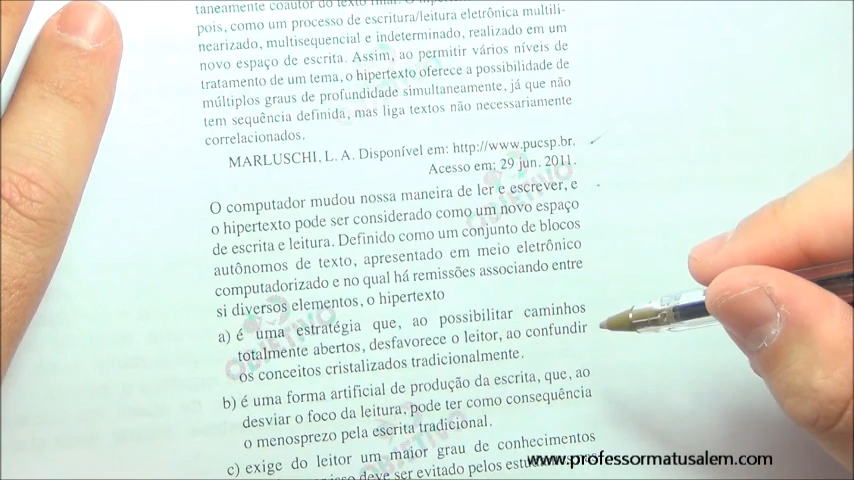 taneamente coautor do texto final. O
pois, como um processo de escritura/leitura eletrônica multili-
nearizado, multisequencial e indeterminado, realizado em um
novo espaço de escrita. Assim, ao permitir vários níveis de
tratamento de um tema, o hipertexto oferece a possibilidade de
múltiplos graus de profundidade simultaneamente, já que não
tem sequência definida, mas liga textos não necessariamente
correlacionados.
MARLUSCHI, L. A. Disponível em: http://www.pucsp.br.
Acesso em: 29 jun. 2011.
O computador mudou nossa maneira de ler e escrever, e
o hipertexto pode ser considerado como um novo espaço
de escrita e leitura. Definido como um conjunto de blocos
autônomos de texto, apresentado em meio eletrônico
computadorizado e no qual há remissões associando entre
si diversos elementos, o hipertexto
a) é uma estratégia que, ao possibilitar caminhos
totalmente abertos, desfavorece o leitor, ao confundir
os conceitos cristalizados tradicionalmente.
b) é uma forma artificial de produção da escrita, que, ao
desviar o foco da leitura, pode ter como consequência
o menosprezo pela escrita tradicional.
c) exige do leitor um maior grau de conhecimentos
isso deve ser evitado pelos
www.professormatusalem.com
OBJETIVO
OBJETIVO
OBJETIVO